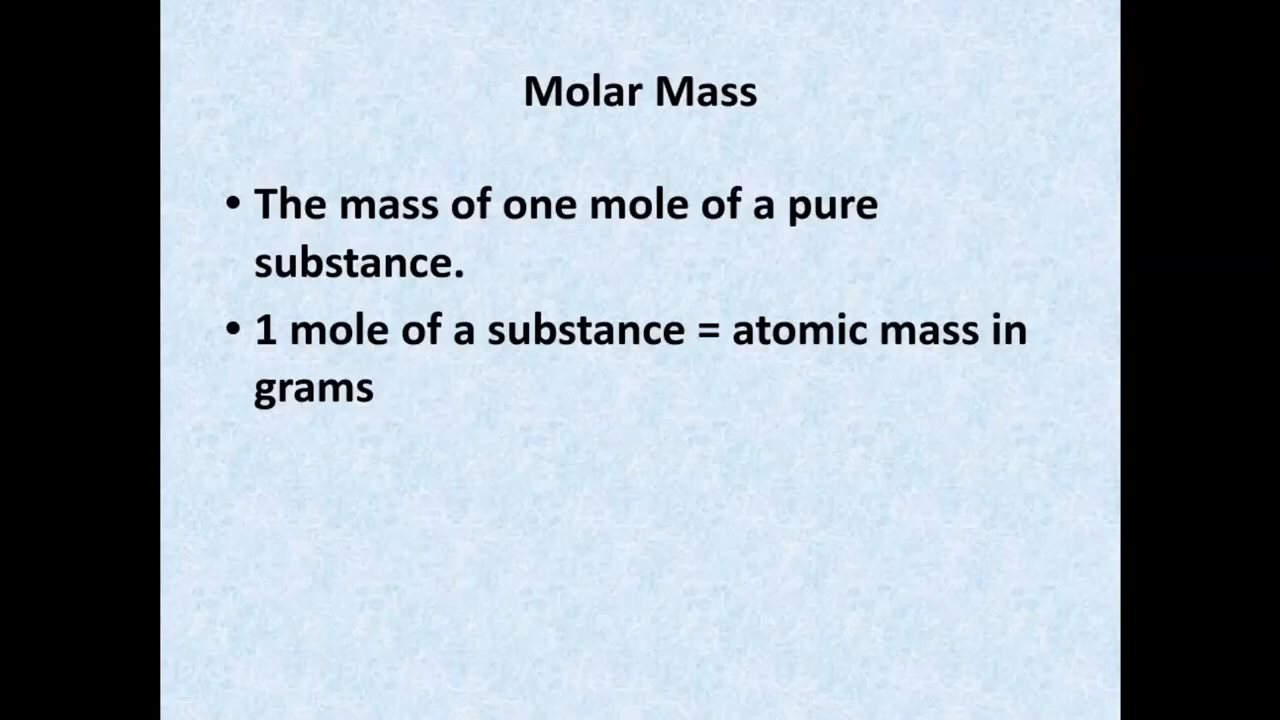 Molar Mass
• The mass of one mole of a pure
substance.
• 1 mole of a substance = atomic mass in
grams